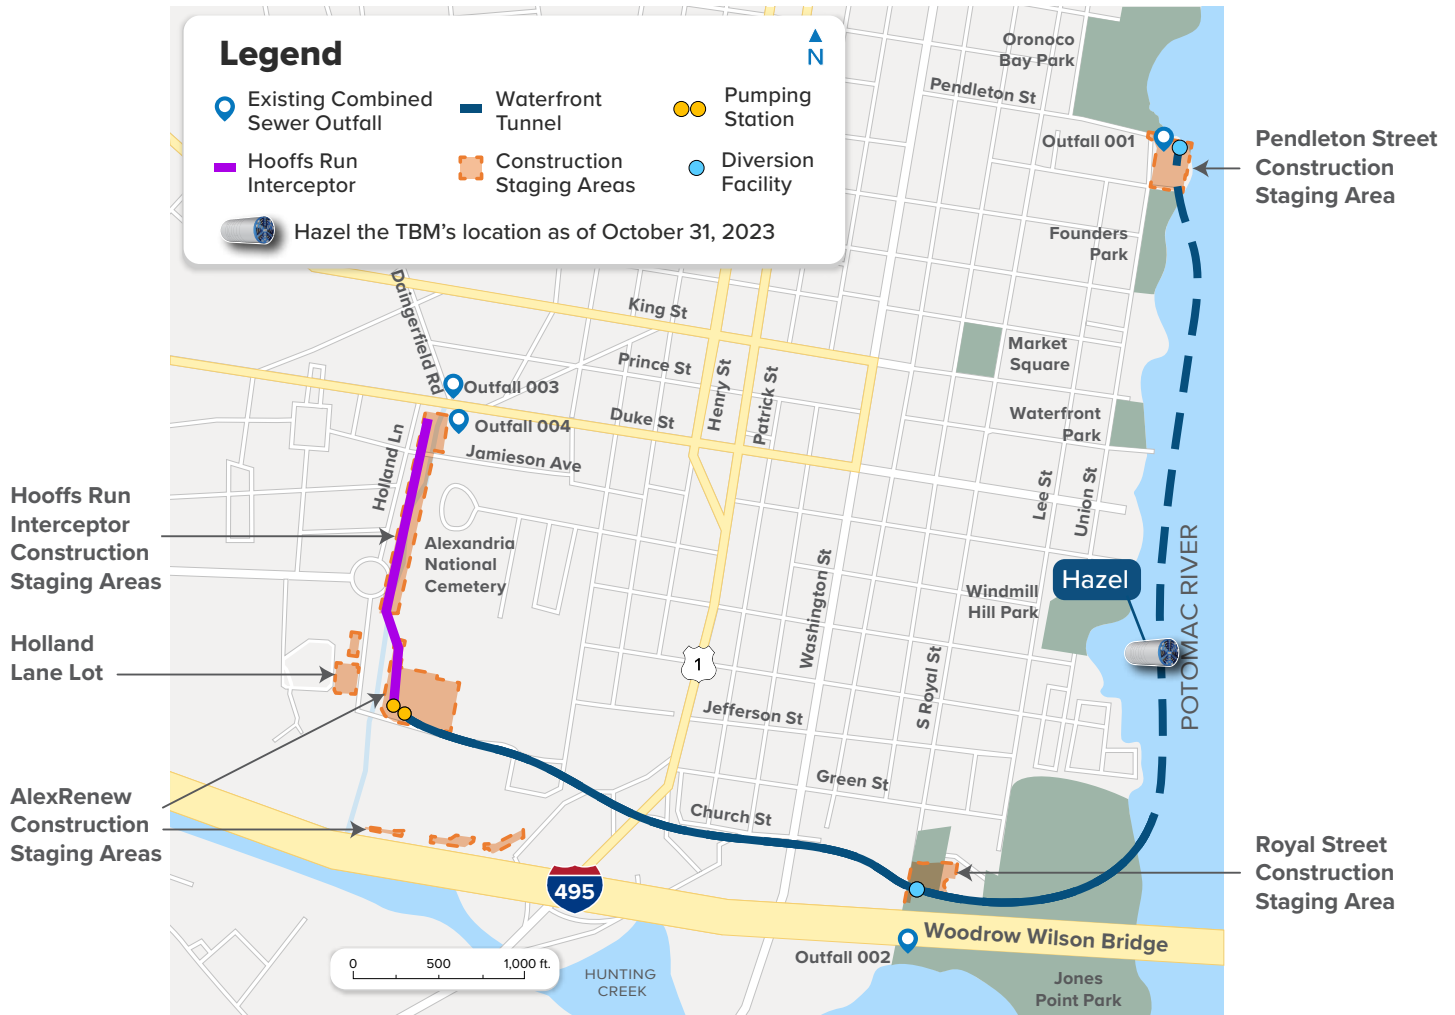 Legend
N
Existing Combined
Sewer Outfall
Waterfront
Tunnel
Pumping
Station
Hooffs Run
Interceptor
Construction
Staging Areas
Diversion
Facility
Hazel the TBM's location as of October 31, 2023
Oronoco
Bay Park
Pendleton St
Outfall 001
Pendleton Street
Construction
Staging Area
Founders
Park
Daingerfield Rd
King St
Market
Square
Prince St
Henry St
Patrick St
Outfall 003
Duke St
Outfall 004
Waterfront
Park
Holland Ln
Jamieson Ave
Lee St
Union St
Hooffs Run
Interceptor
Construction
Staging Areas
Alexandria
National
Cemetery
Washington St
Windmill
Hill Park
Hazel
POTOMAC RIVER
Holland
Lane Lot
1
S Royal St
Jefferson St
Green St
AlexRenew
Construction
Staging Areas
Church St
Royal Street
Construction
Staging Area
495
Woodrow Wilson Bridge
Outfall 002
0 500 1,000 ft.
HUNTING
CREEK
Jones
Point Park